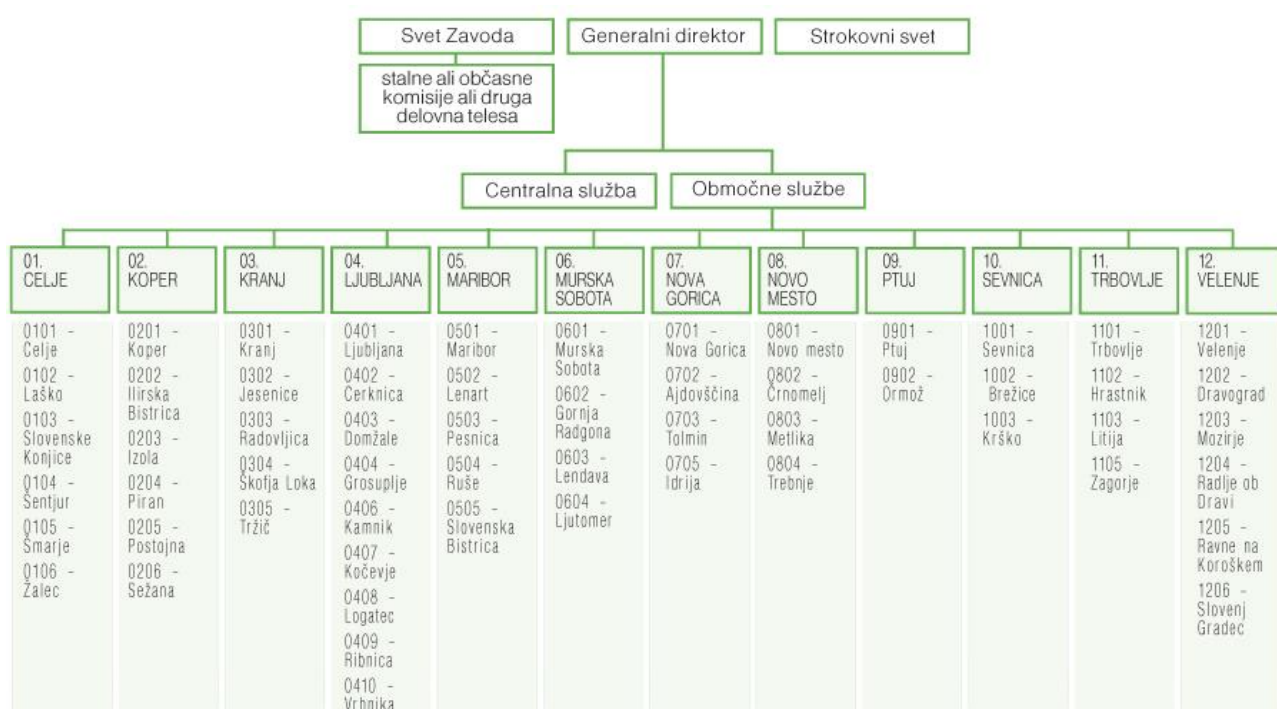 Svet Zavoda
Generalni direktor
Strokovni svet
stalne ali občasne
komisije ali druga
delovna telesa
Centralna služba
Območne službe
01.
CELJE
0101 -
Celje
0102 -
Laško
0103 -
Slovenske
Konjice
0104 -
Šentjur
0105 -
Šmarje
0106 -
Žalec
02.
KOPER
0201 -
Koper
0202 -
Ilirska
Bistrica
0203 -
Izola
0204 -
Piran
0205 -
Postojna
0206 -
Sežana
03.
KRANJ
0301 -
Kranj
0302 -
Jesenice
0303 -
Radovljica
0304 -
Škofja Loka
0305 -
Tržič
04.
LJUBLJANA
0401 -
Ljubljana
0402 -
Cerknica
0403 -
Domžale
0404 -
Grosuplje
0406 -
Kamnik
0407 -
Kočevje
0408 -
Logatec
0409 -
Ribnica
0410 -
Vrhnika
05.
MARIBOR
0501 -
Maribor
0502 -
Lenart
0503 -
Pesnica
0504 -
Ruše
0505 -
Slovenska
Bistrica
06.
MURSKA
SOBOTA
0601 -
Murska
Sobota
0602 -
Gornja
Radgona
0603 -
Lendava
0604 -
Ljutomer
07.
NOVA
GORICA
0701 -
Nova Gorica
0702 -
Ajdovščina
0703 -
Tolmin
0705 -
Idrija
08.
NOVO
MESTO
0801 -
Novo mesto
0802 -
Črnomelj
0803 -
Metlika
0804 -
Trebnje
09.
PTUJ
0901 -
Ptuj
0902 -
Ormož
10.
SEVNICA
1001 -
Sevnica
1002 -
Brežice
1003 -
Krško
11.
TRBOVLJE
1101 -
Trbovlje
1102 -
Hrastnik
1103 -
Litija
1105 -
Zagorje
12.
VELENJE
1201 -
Velenje
1202 -
Dravograd
1203 -
Mozirje
1204 -
Radlje ob
Dravi
1205 -
Ravne na
Koroškem
1206 -
Slovenj
Gradec